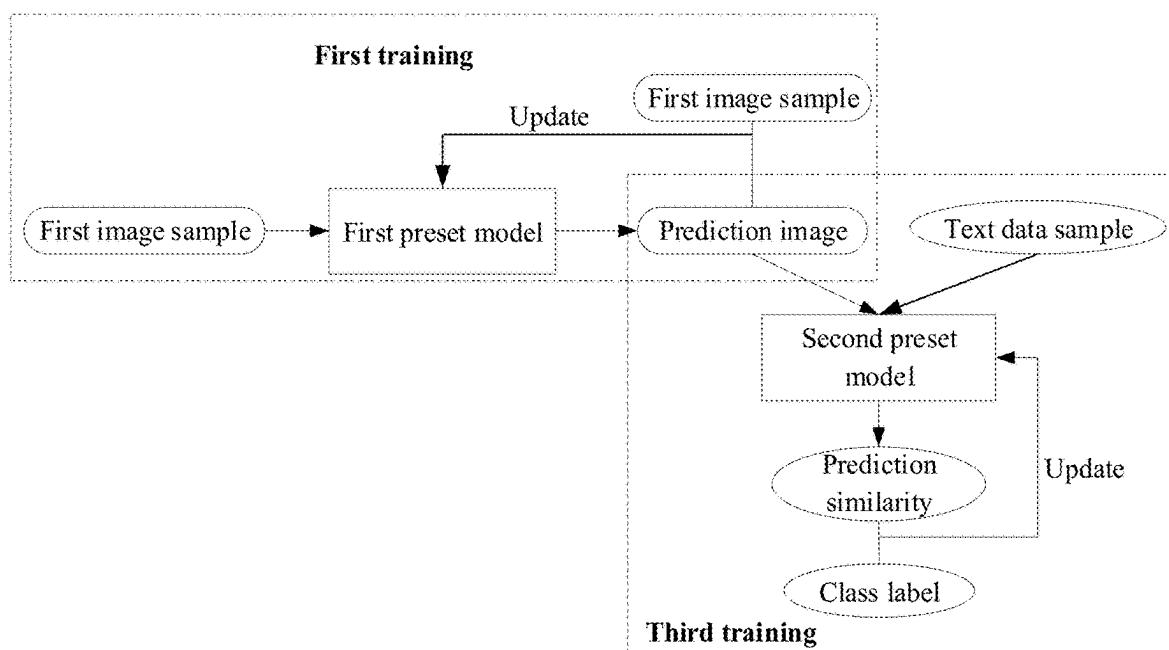 First training
First image sample
Update
First image sample
First preset model
Prediction image
Text data sample
Second preset
model
Prediction
similarity
Update
Class label
Third training